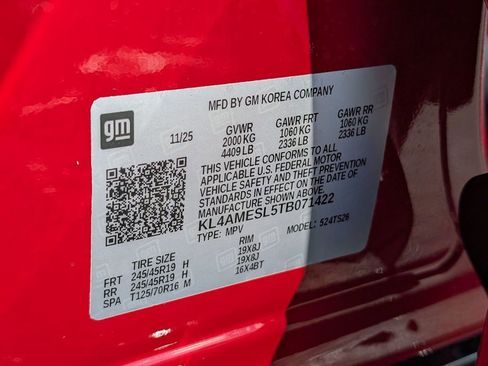 MFD BY GM KOREA COMPANY
gm
11/25
GVWR GAWR FRT GAWR RR
2000 KG 1060 KG 1060 KG
4409 LB 2336 LB 2336 LB
THIS VEHICLE CONFORMS TO ALL
APPLICABLE U.S. FEDERAL MOTOR
VEHICLE SAFETY AND THEFT PREVENTION
STANDARDS IN EFFECT ON THE DATE OF
MANUFACTURE SHOWN ABOVE.
KL4AMESL5TB071422
TYPE: MPV MODEL: 524TS26
TIRE SIZE RIM
FRT 245/45R19 H 19X8J
RR 245/45R19 H 19X8J
SPA T125/70R16 M 16X4BT